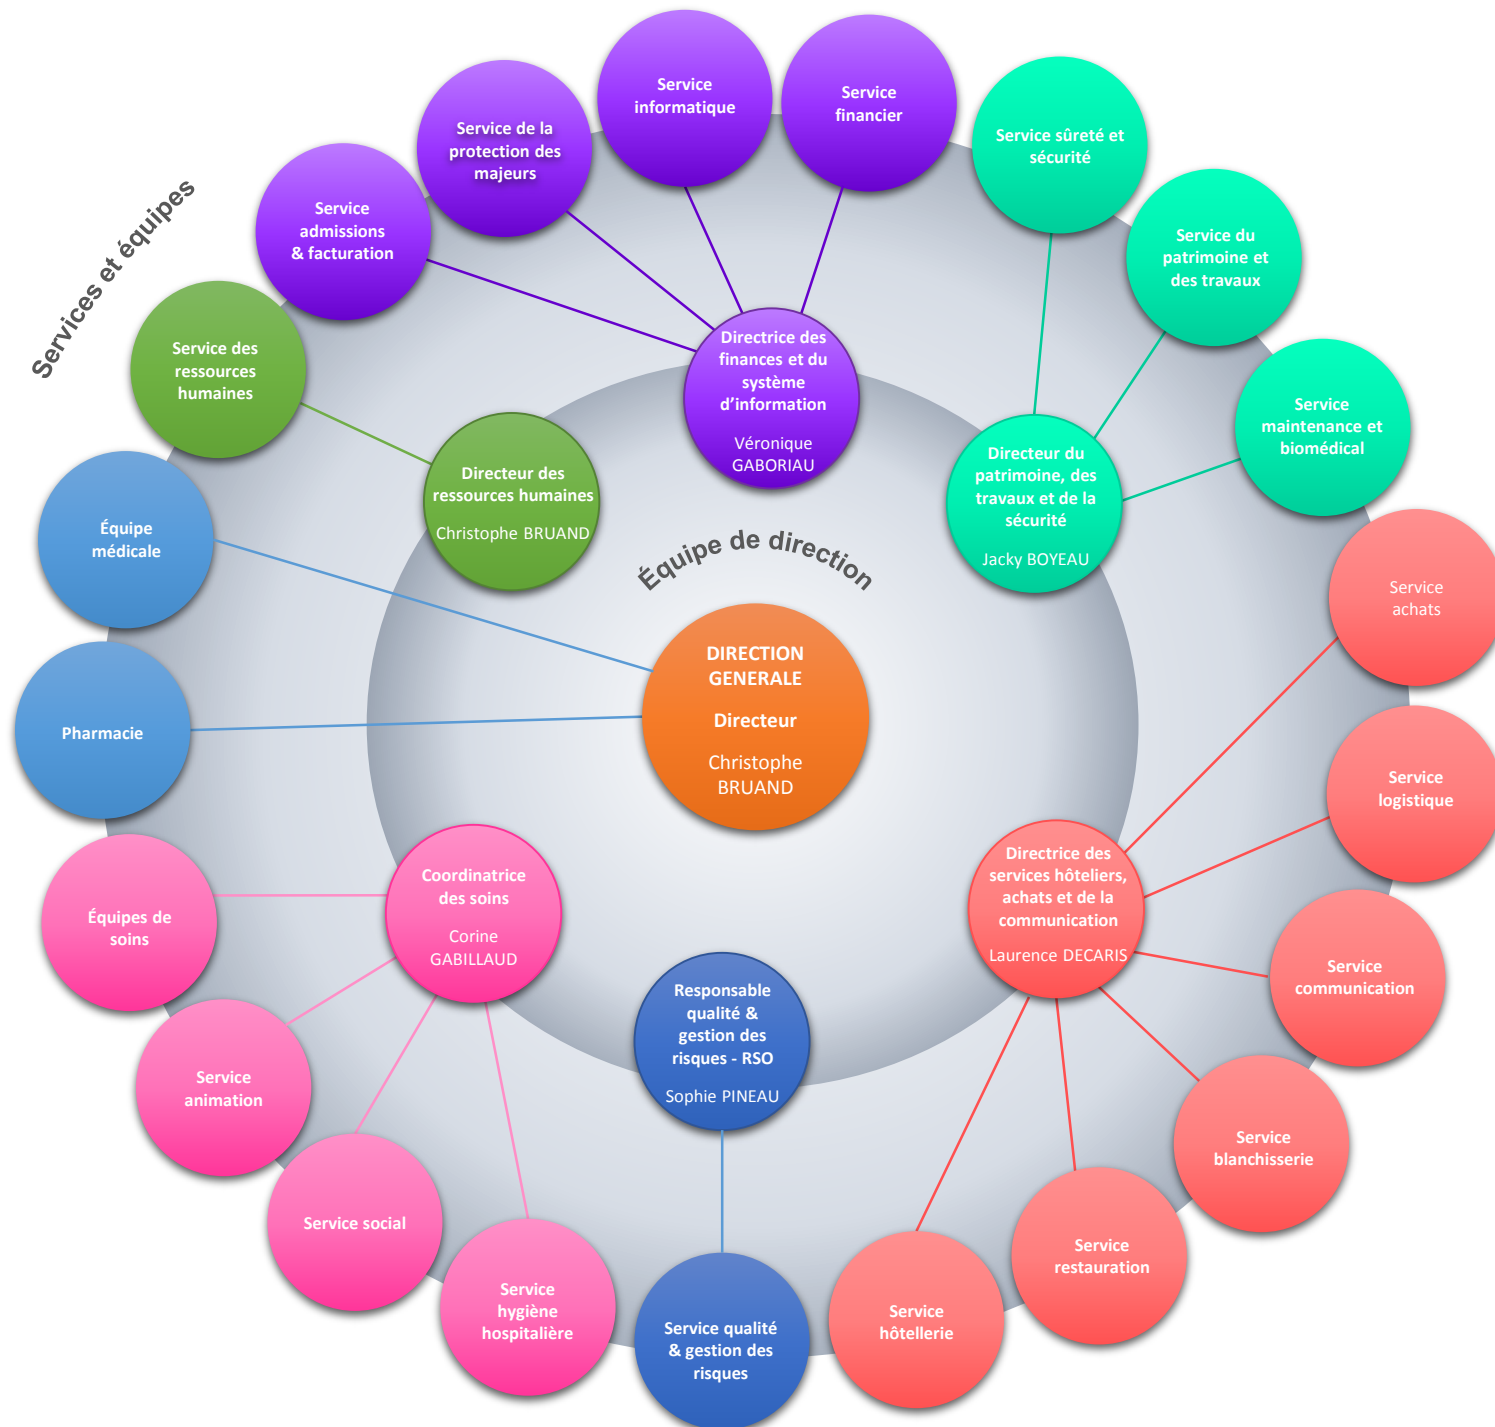 Service
informatique
Service
financier
Service de la
protection des
majeurs
Service sûreté et
sécurité
Service
admissions
& facturation
Service du
patrimoine et
des travaux
Services et équipes
Service des
ressources
humaines
Directrice des
finances et du
système
d’information
Véronique
GABORIAU
Service
maintenance et
biomédical
Directeur des
ressources humaines
Christophe BRUAND
Directeur du
patrimoine, des
travaux et de la
sécurité
Jacky BOYEAU
Équipe
médicale
Équipe de direction
Service
achats
DIRECTION
GENERALE
Directeur
Christophe
BRUAND
Pharmacie
Service
logistique
Coordinatrice
des soins
Corine
GABILLAUD
Directrice des
services hôteliers,
achats et de la
communication
Laurence DECARIS
Équipes de
soins
Service
communication
Responsable
qualité &
gestion des
risques - RSO
Sophie PINEAU
Service
animation
Service
blanchisserie
Service social
Service
restauration
Service
hygiène
hospitalière
Service qualité
& gestion des
risques
Service
hôtellerie